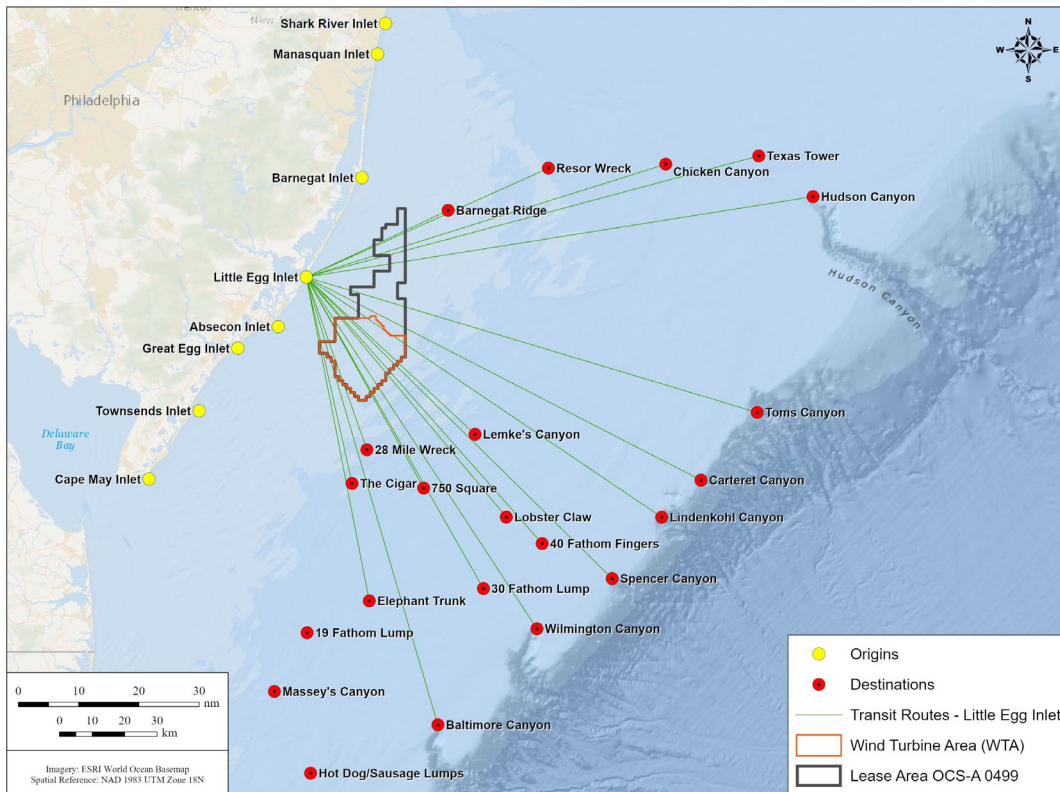 Trenton
New
Shark River Inlet
N
W E
S
Manasquan Inlet
Philadelphia
Texas Tower
Resor Wreck
Chicken Canyon
Barnegat Inlet
Hudson Canyon
Barnegat Ridge
Little Egg Inlet
Hudson Canyon
Absecon Inlet
Great Egg Inlet
Townsends Inlet
Toms Canyon
Delaware
Bay
Lemke's Canyon
28 Mile Wreck
Cape May Inlet
The Cigar
750 Square
Carteret Canyon
Lobster Claw
Lindenkohl Canyon
40 Fathom Fingers
Spencer Canyon
30 Fathom Lump
Elephant Trunk
19 Fathom Lump
Wilmington Canyon
Massey's Canyon
Baltimore Canyon
Hot Dog/Sausage Lumps
0 10 20 30
nm
0 10 20 30
km
Imagery: ESRI World Ocean Basemap
Spatial Reference: NAD 1983 UTM Zone 18N
Origins
Destinations
Transit Routes - Little Egg Inlet
Wind Turbine Area (WTA)
Lease Area OCS-A 0499